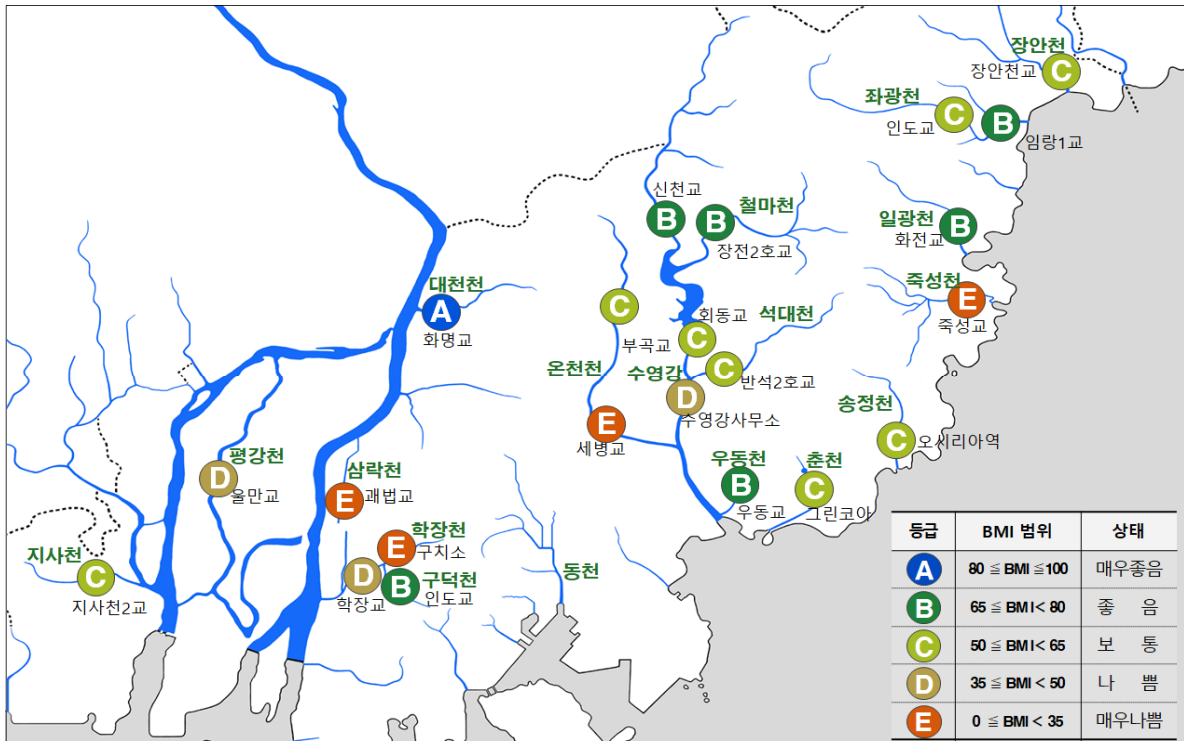 장안천
장안천교 C
좌광천
인도교 C
B
임랑1교
신천교
B
철마천
B
장전2호교
일광천
화전교 B
대천천
A
화명교
죽성천
E
죽성교
C
부곡교
회동교
C
석대천
C
반석2호교
온천천
수영강
D
수영강사무소
E
세병교
송정천
C
오시리아역
우동천
B
우동교
춘천
C
그린코아
평강천
D
울만교
삼락천
E 괘법교
학장천
E 구치소
지사천
C
지사천2교
D
학장교
구덕천
B 인도교
동천
등급 BMI 범위 상태
A 80 ≦ BMI ≦100 매우좋음
B 65 ≦ BMI < 80 좋 음
C 50 ≦ BMI < 65 보 통
D 35 ≦ BMI < 50 나 쁨
E 0 ≦ BMI < 35 매우나쁨